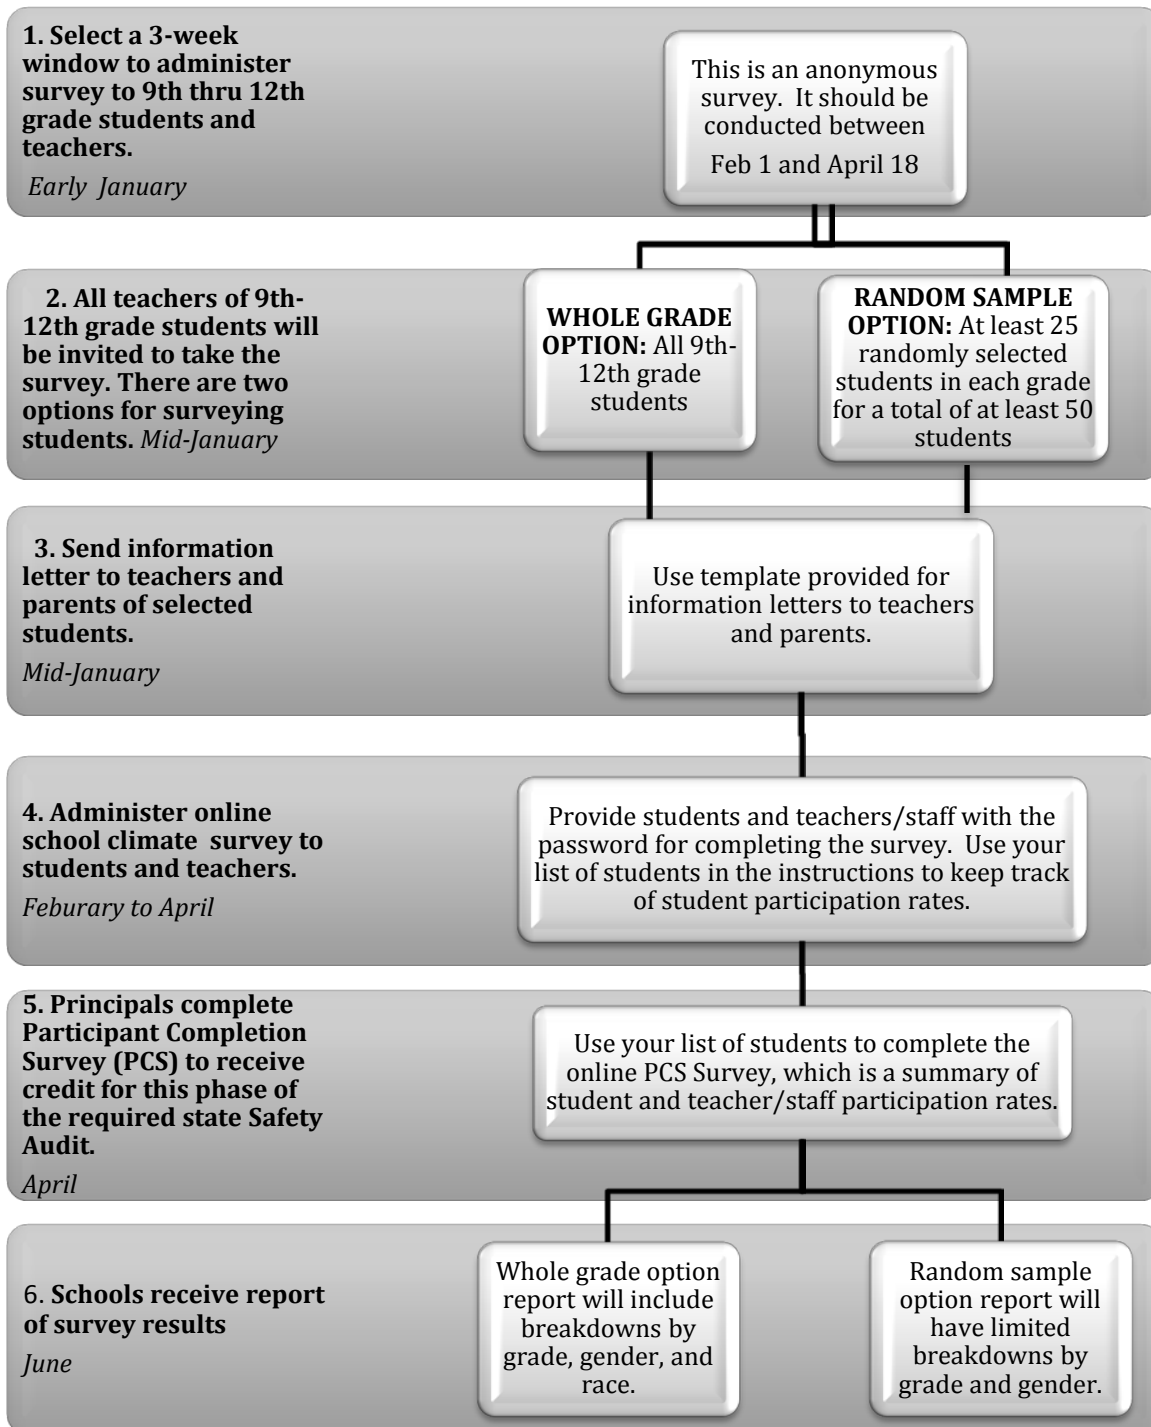 1. Select a 3-week
window to administer
survey to 9th thru 12th
grade students and
teachers.
Early January
This is an anonymous
survey. It should be
conducted between
Feb 1 and April 18
2. All teachers of 9th-
12th grade students will
be invited to take the
survey. There are two
options for surveying
students. Mid-January
WHOLE GRADE
OPTION: All 9th-
12th grade
students
RANDOM SAMPLE
OPTION: At least 25
randomly selected
students in each grade
for a total of at least 50
students
3. Send information
letter to teachers and
parents of selected
students.
Mid-January
Use template provided for
information letters to teachers
and parents.
4. Administer online
school climate survey to
students and teachers.
Feburary to April
Provide students and teachers/staff with the
password for completing the survey. Use your
list of students in the instructions to keep track
of student participation rates.
5. Principals complete
Participant Completion
Survey (PCS) to receive
credit for this phase of
the required state Safety
Audit.
April
Use your list of students to complete the
online PCS Survey, which is a summary of
student and teacher/staff participation rates.
6. Schools receive report
of survey results
June
Whole grade option
report will include
breakdowns by
grade, gender, and
race.
Random sample
option report will
have limited
breakdowns by
grade and gender.